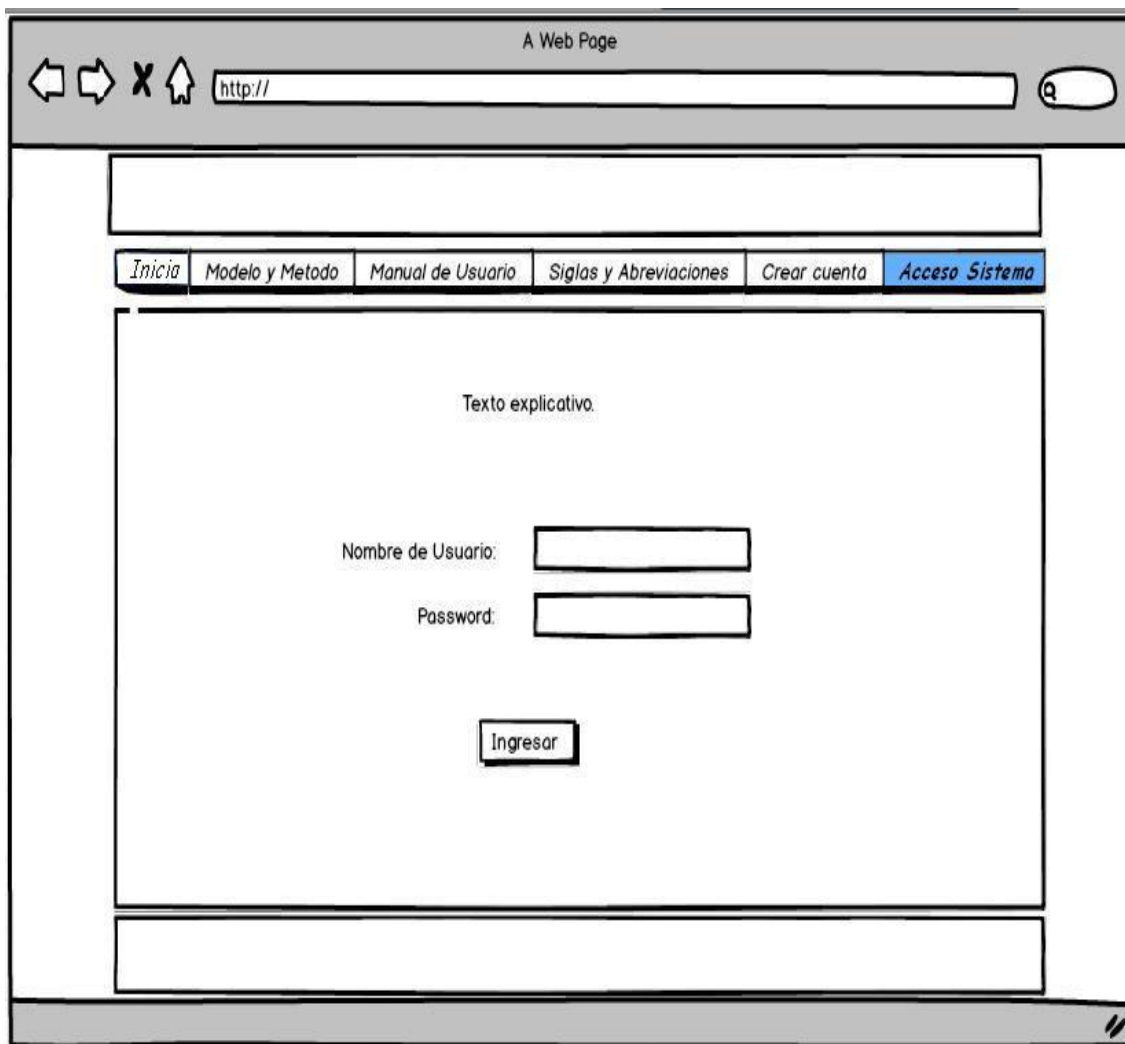 A Web Page
http://
Inicio Modelo y Metodo Manual de Usuario Siglas y Abreviaciones Crear cuenta Acceso Sistema
Texto explicativo.
Nombre de Usuario:
Password:
Ingresar